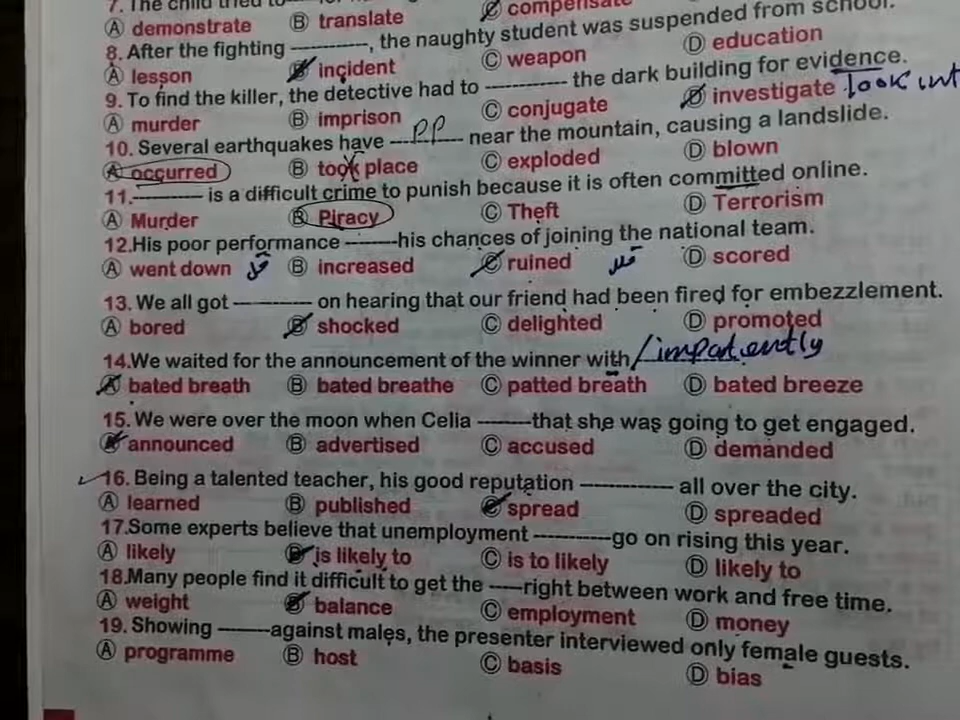 7. The child tried to
Ⓐ demonstrate Ⓑ translate Ⓒ compensate
8. After the fighting ----------, the naughty student was suspended from school.
Ⓐ lesson Ⓑ incident Ⓒ weapon Ⓓ education
9. To find the killer, the detective had to ---------- the dark building for evidence.
Ⓐ murder Ⓑ imprison Ⓒ conjugate Ⓓ investigate look int
10. Several earthquakes have ----PP---- near the mountain, causing a landslide.
Ⓐ occurred Ⓑ took place Ⓒ exploded Ⓓ blown
11.---------- is a difficult crime to punish because it is often committed online.
Ⓐ Murder Ⓑ Piracy Ⓒ Theft Ⓓ Terrorism
12.His poor performance -------his chances of joining the national team.
Ⓐ went down Ⓑ increased Ⓒ ruined Ⓓ scored
13. We all got ---------- on hearing that our friend had been fired for embezzlement.
Ⓐ bored Ⓑ shocked Ⓒ delighted Ⓓ promoted
14.We waited for the announcement of the winner with / impatiently
Ⓐ bated breath Ⓑ bated breathe Ⓒ patted breath Ⓓ bated breeze
15. We were over the moon when Celia -------that she was going to get engaged.
Ⓐ announced Ⓑ advertised Ⓒ accused Ⓓ demanded
16. Being a talented teacher, his good reputation ------------ all over the city.
Ⓐ learned Ⓑ published Ⓒ spread Ⓓ spreaded
17.Some experts believe that unemployment ----------go on rising this year.
Ⓐ likely Ⓑ is likely to Ⓒ is to likely Ⓓ likely to
18.Many people find it difficult to get the ----right between work and free time.
Ⓐ weight Ⓑ balance Ⓒ employment Ⓓ money
19. Showing -------against males, the presenter interviewed only female guests.
Ⓐ programme Ⓑ host Ⓒ basis Ⓓ bias